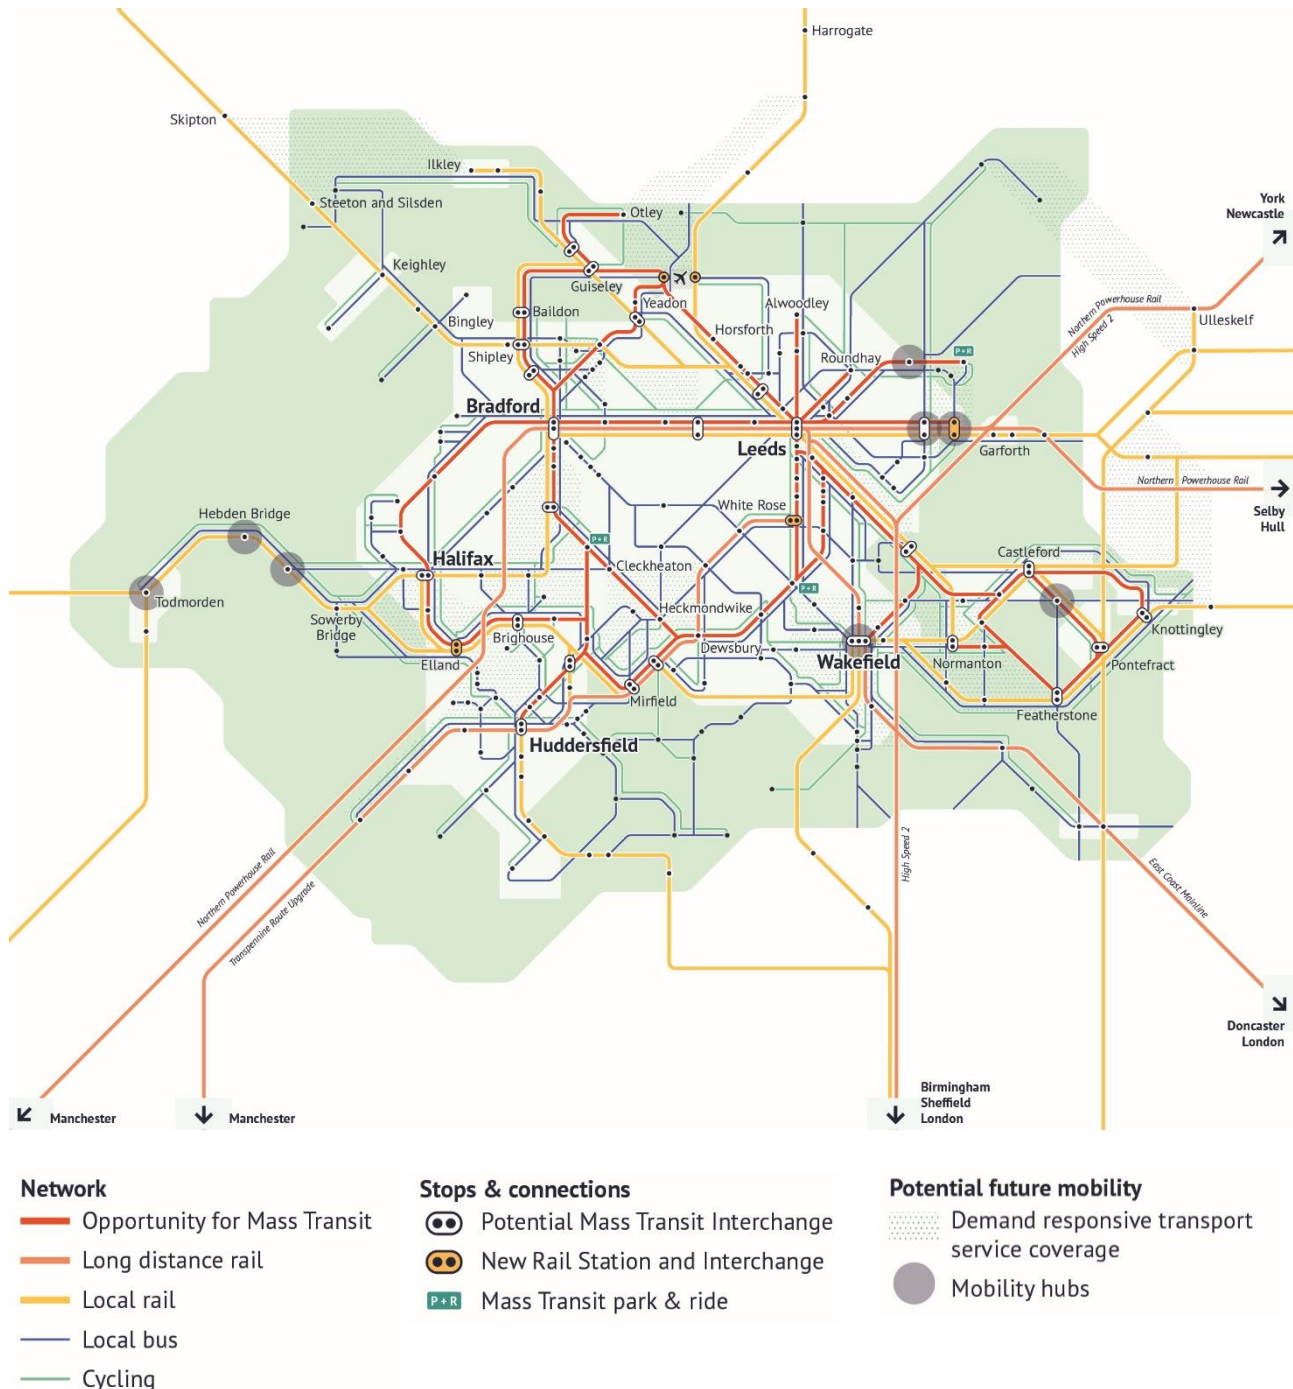 Harrogate
Skipton
Ilkley
York
Newcastle
Steeton and Silsden
Otley
Keighley
Guiseley
Yeadon
Alwoodley
Northern Powerhouse Rail
High Speed 2
Ulleskelf
Baildon
Bingley
Horsforth
Shipley
Roundhay
P+R
Bradford
Leeds
Garforth
Northern Powerhouse Rail
Selby
Hull
White Rose
Hebden Bridge
P+R
Castleford
Halifax
Cleckheaton
P+R
Todmorden
Heckmondwike
Sowerby
Bridge
Knottingley
Brighouse
Dewsbury
Elland
Wakefield
Normanton
Pontefract
Mirfield
Featherstone
Huddersfield
High Speed 2
Northern Powerhouse Rail
Transpennine Route Upgrade
East Coast Mainline
Doncaster
London
Birmingham
Sheffield
London
Manchester
Manchester
Network
Opportunity for Mass Transit
Long distance rail
Local rail
Local bus
Cycling
Stops & connections
Potential Mass Transit Interchange
New Rail Station and Interchange
P+R Mass Transit park & ride
Potential future mobility
Demand responsive transport
service coverage
Mobility hubs